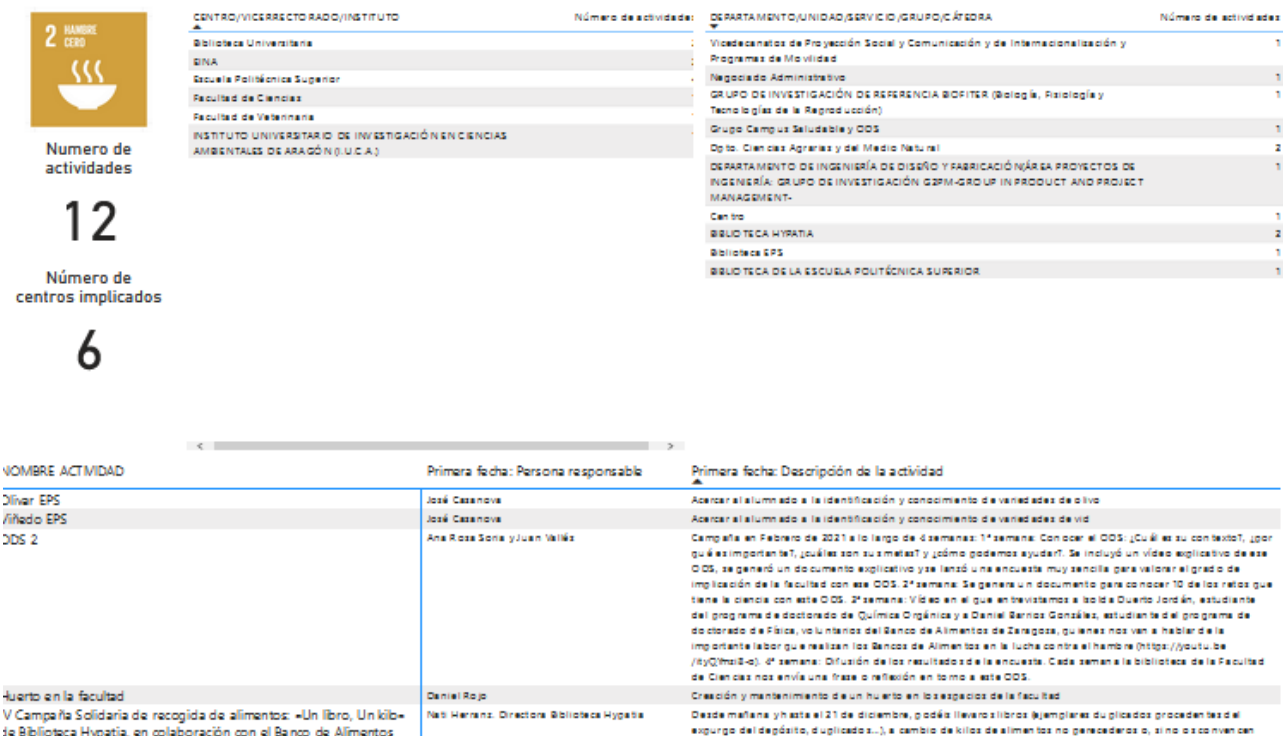 2 HAMBRE
CERO
Numero de
actividades
12
Número de
centros implicados
6
CENTRO/VICERRECTORADO/INSTITUTO Número de actividades
Biblioteca Universitaria
EINA
Escuela Politécnica Superior
Facultad de Ciencias
Facultad de Veterinaria
INSTITUTO UNIVERSITARIO DE INVESTIGACIÓN EN CIENCIAS
AMBIENTALES DE ARAGÓN (I.U.C.A.)
DEPARTAMENTO/UNIDAD/SERVICIO/GRUPO/CÁTEDRA Número de actividades
Vicedecanatos de Proyección Social y Comunicación y de Internacionalización y 1
Programas de Movilidad
Negociado Administrativo 1
GRUPO DE INVESTIGACIÓN DE REFERENCIA BIOFITER (Biología, Fisiología y 1
Tecnologías de la Reproducción)
Grupo Campus Saludable y ODS 1
Dpto. Ciencias Agrarias y del Medio Natural 2
DEPARTAMENTO DE INGENIERÍA DE DISEÑO Y FABRICACIÓN/ÁREA PROYECTOS DE 1
INGENIERÍA: GRUPO DE INVESTIGACIÓN G2PM-GROUP IN PRODUCT AND PROJECT
MANAGEMENT-
Centro 1
BIBLIOTECA HYPATIA 2
Biblioteca EPS 1
BIBLIOTECA DE LA ESCUELA POLITÉCNICA SUPERIOR 1
NOMBRE ACTIVIDAD Primera fecha: Persona responsable Primera fecha: Descripción de la actividad
Olivar EPS José Casanova Acercar al alumnado a la identificación y conocimiento de variedades de olivo
Viñedo EPS José Casanova Acercar al alumnado a la identificación y conocimiento de variedades de vid
ODS 2 Ana Rosa Soria y Juan Vallés Campaña en Febrero de 2021 a lo largo de 4 semanas: 1ª semana: Conocer el ODS: ¿Cuál es su contexto?, ¿por
qué es importante?, ¿cuáles son sus metas? y ¿cómo podemos ayudar?. Se incluyó un vídeo explicativo de ese
ODS, se generó un documento explicativo y se lanzó una encuesta muy sencilla para valorar el grado de
implicación de la facultad con ese ODS. 2ª semana: Se genera un documento para conocer 10 de los retos que
tiene la ciencia con este ODS. 3ª semana: Vídeo en el que entrevistamos a Isolda Duerto Jordán, estudiante
del programa de doctorado de Química Orgánica y a Daniel Barrios González, estudiante del programa de
doctorado de Física, voluntarios del Banco de Alimentos de Zaragoza, quienes nos van a hablar de la
importante labor que realizan los Bancos de Alimentos en la lucha contra el hambre (https://youtu.be
4ª semana: Difusión de los resultados de la encuesta. Cada semana la biblioteca de la Facultad
de Ciencias nos envía una frase o reflexión en torno a este ODS.
Huerto en la facultad Daniel Rojo Creación y mantenimiento de un huerto en los espacios de la facultad
IV Campaña Solidaria de recogida de alimentos: «Un libro, Un kilo» Nati Herranz. Directora Biblioteca Hypatia Desde mañana y hasta el 21 de diciembre, podéis llevaros libros (ejemplares duplicados procedentes del
de Biblioteca Hypatia, en colaboración con el Banco de Alimentos expurgo del depósito, duplicados...), a cambio de kilos de alimentos no perecederos o, si no os convencen